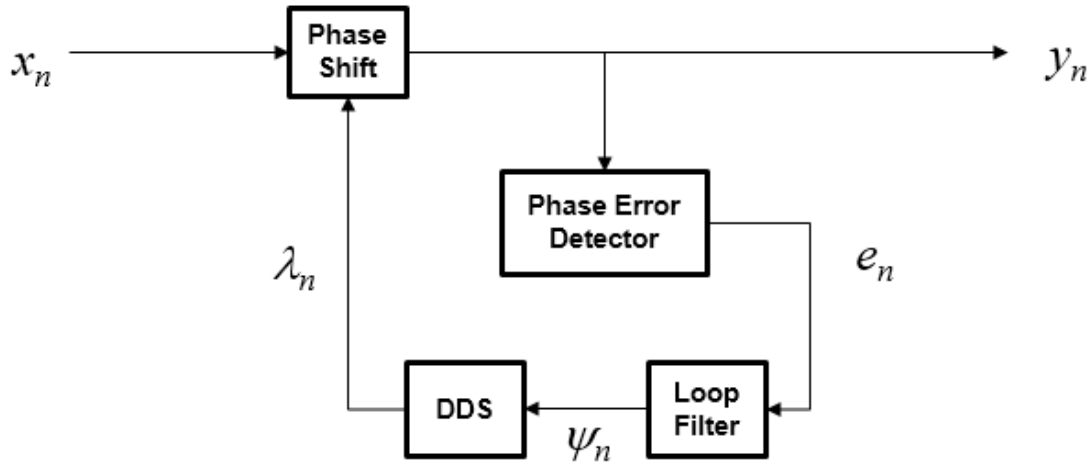 Phase
Shift
xₙ
yₙ
Phase Error
Detector
λₙ
eₙ
DDS
Loop
Filter
ψₙ